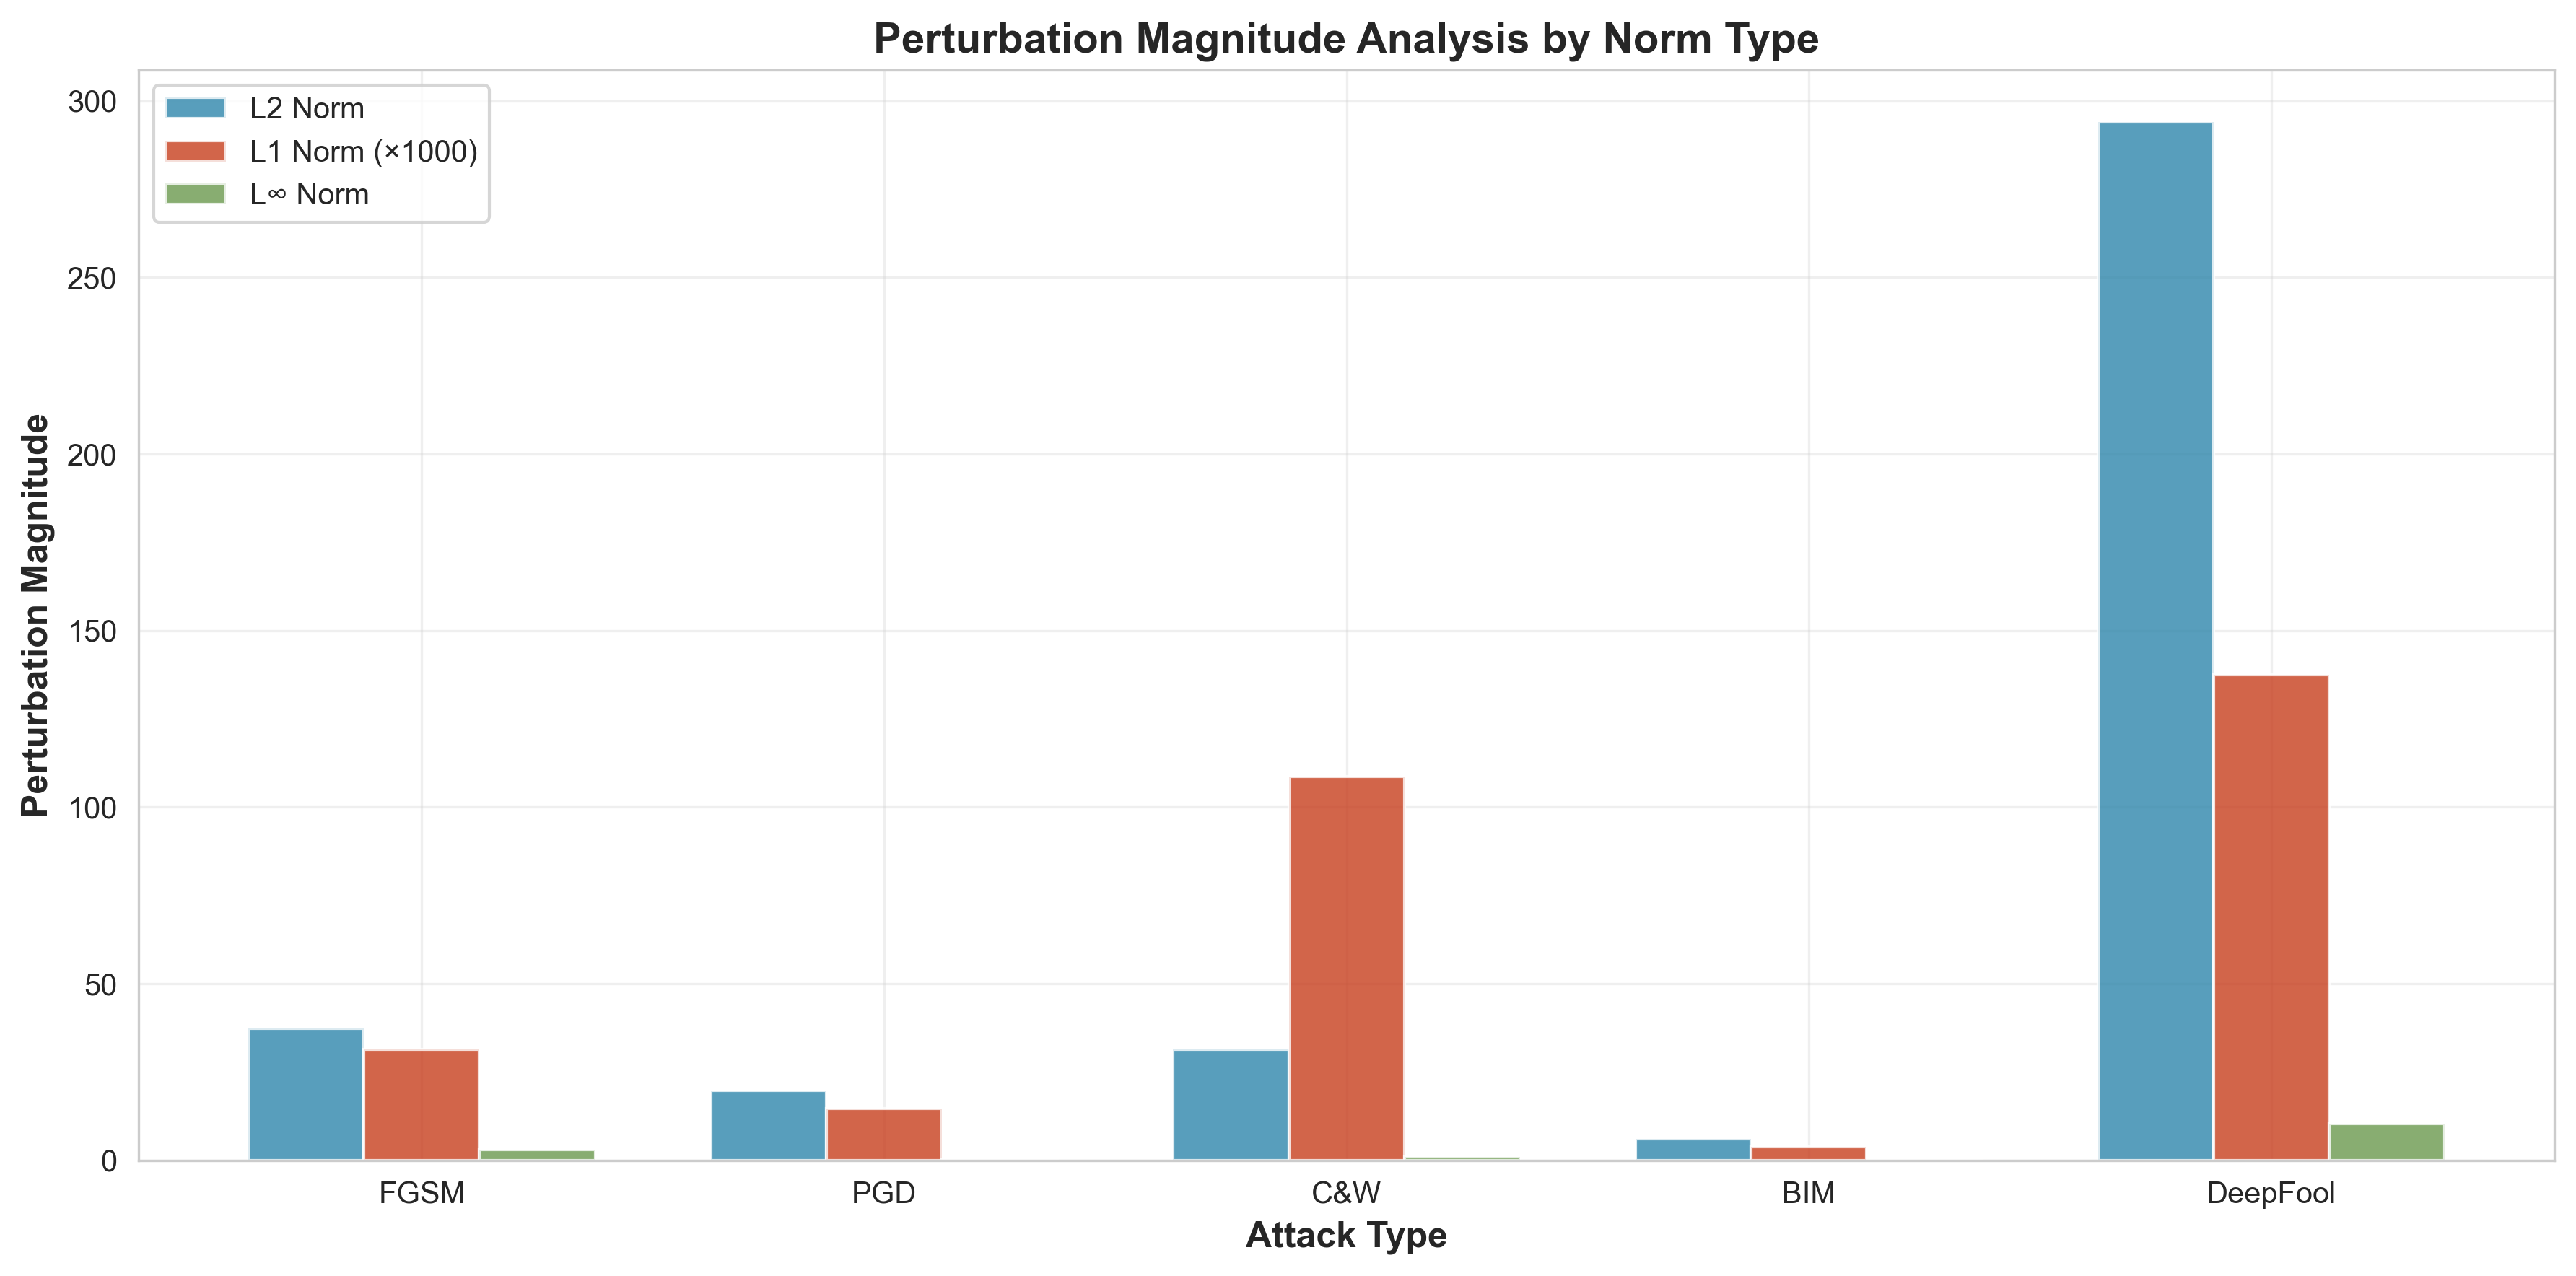 Perturbation Magnitude Analysis by Norm Type
L2 Norm
L1 Norm (×1000)
L∞ Norm
Perturbation Magnitude
300
250
200
150
100
50
0
FGSM
PGD
C&W
BIM
DeepFool
Attack Type